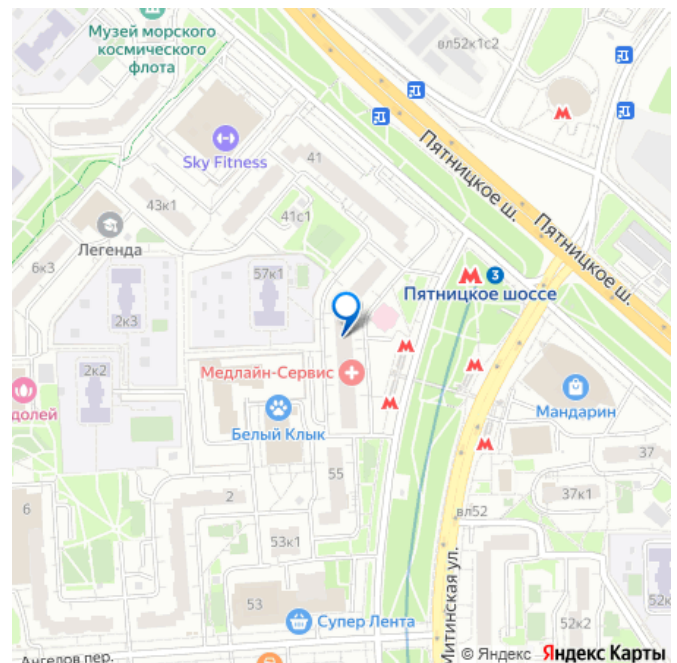 Музей морского
космического
флота
вл52к1с2
Пятницкое ш.
Пятницкое ш.
Sky Fitness
41
43к1
41с1
Легенда
6к3
57к1
3
Пятницкое шоссе
2к3
2к2
Медлайн-Сервис
Мандарин
долей
Белый Клык
37
55
37к1
6
2
вл52
53к1
Митинская ул.
53
Супер Лента
52к2
52к
Ангелов пер.
© Яндекс Яндекс Карты